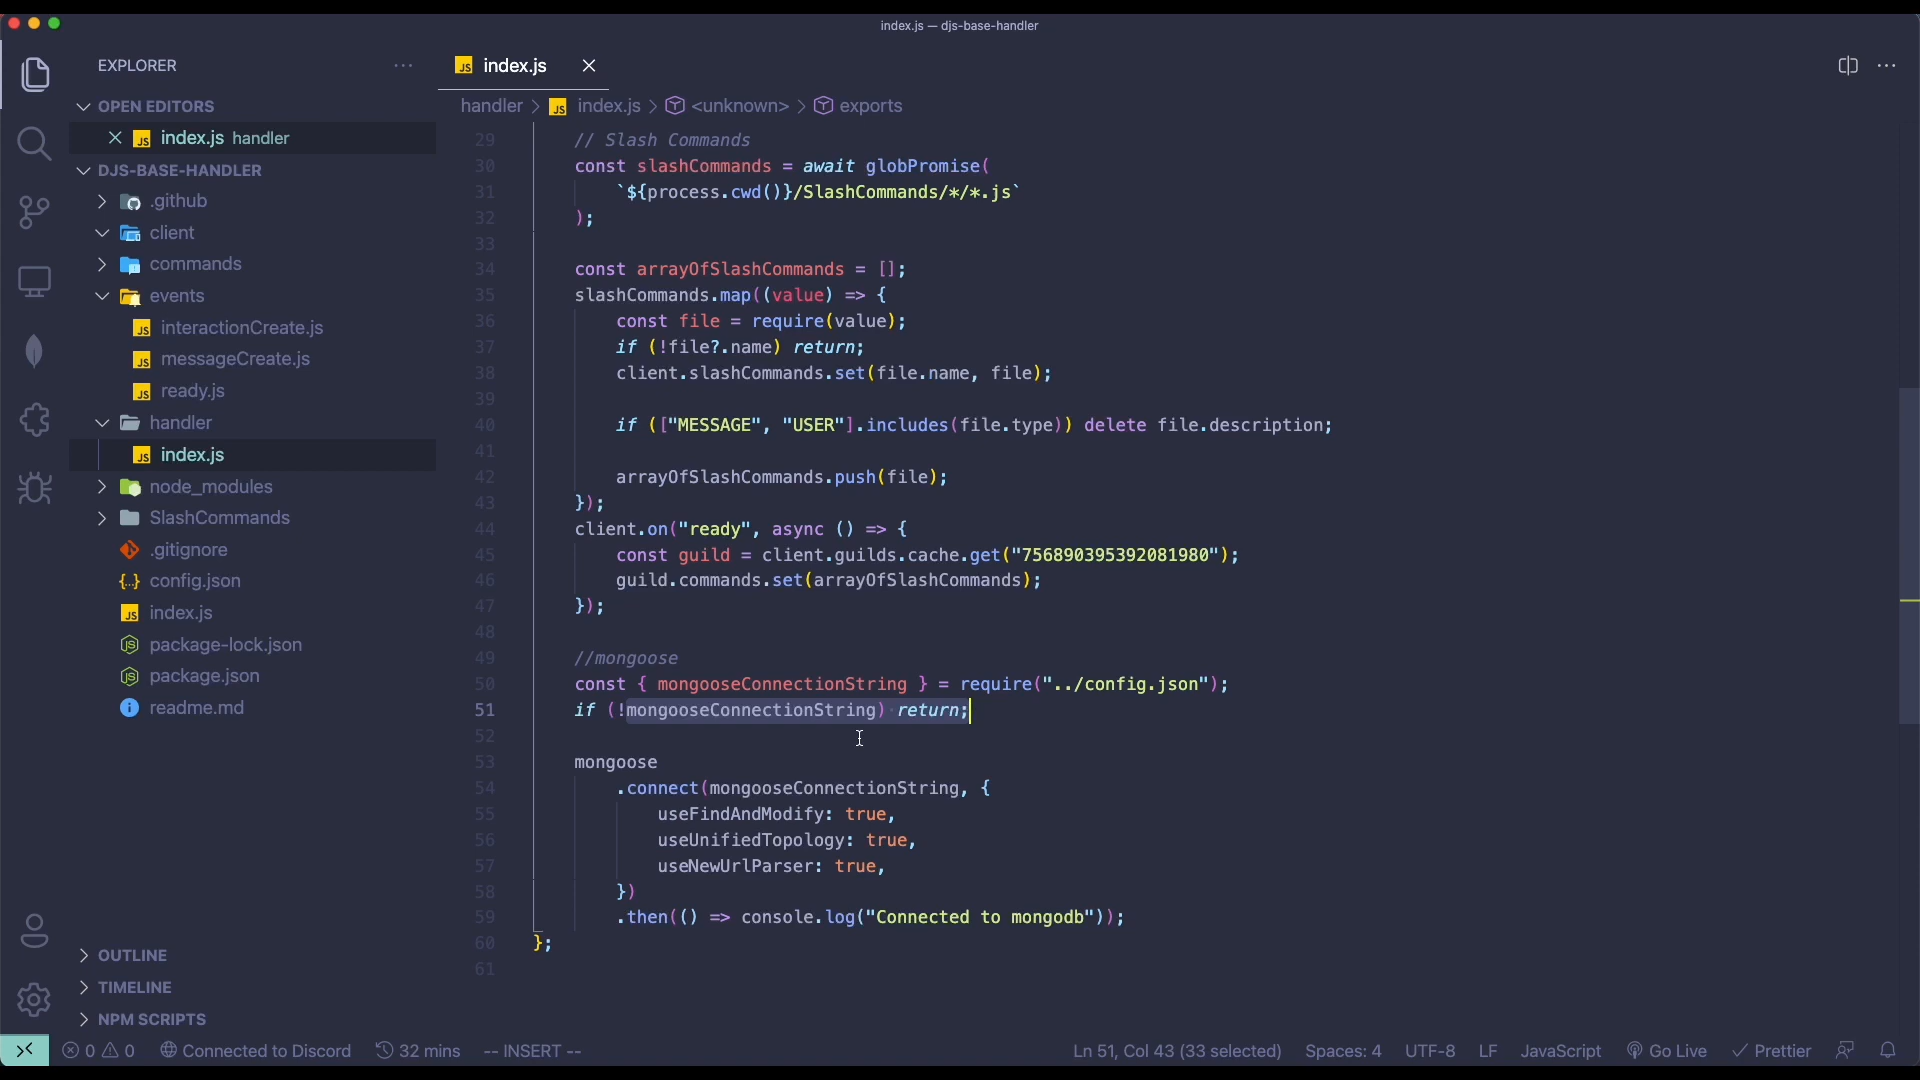 index.js — djs-base-handler
EXPLORER
index.js
OPEN EDITORS
index.js handler
DJS-BASE-HANDLER
.github
client
commands
events
interactionCreate.js
messageCreate.js
ready.js
handler
index.js
node_modules
SlashCommands
.gitignore
config.json
index.js
package-lock.json
package.json
readme.md
OUTLINE
TIMELINE
NPM SCRIPTS
handler > index.js > <unknown> > exports
29 // Slash Commands
30 const slashCommands = await globPromise(
31 `${process.cwd()}/SlashCommands/*/*.js`
32 );
33
34 const arrayOfSlashCommands = [];
35 slashCommands.map((value) => {
36 const file = require(value);
37 if (!file?.name) return;
38 client.slashCommands.set(file.name, file);
39
40 if (["MESSAGE", "USER"].includes(file.type)) delete file.description;
41
42 arrayOfSlashCommands.push(file);
43 });
44 client.on("ready", async () => {
45 const guild = client.guilds.cache.get("756890395392081980");
46 guild.commands.set(arrayOfSlashCommands);
47 });
48
49 //mongoose
50 const { mongooseConnectionString } = require("../config.json");
51 if (!mongooseConnectionString) return;
52
53 mongoose
54 .connect(mongooseConnectionString, {
55 useFindAndModify: true,
56 useUnifiedTopology: true,
57 useNewUrlParser: true,
58 })
59 .then(() => console.log("Connected to mongodb"));
60 };
61
0 0 Connected to Discord 32 mins -- INSERT -- Ln 51, Col 43 (33 selected) Spaces: 4 UTF-8 LF JavaScript Go Live Prettier